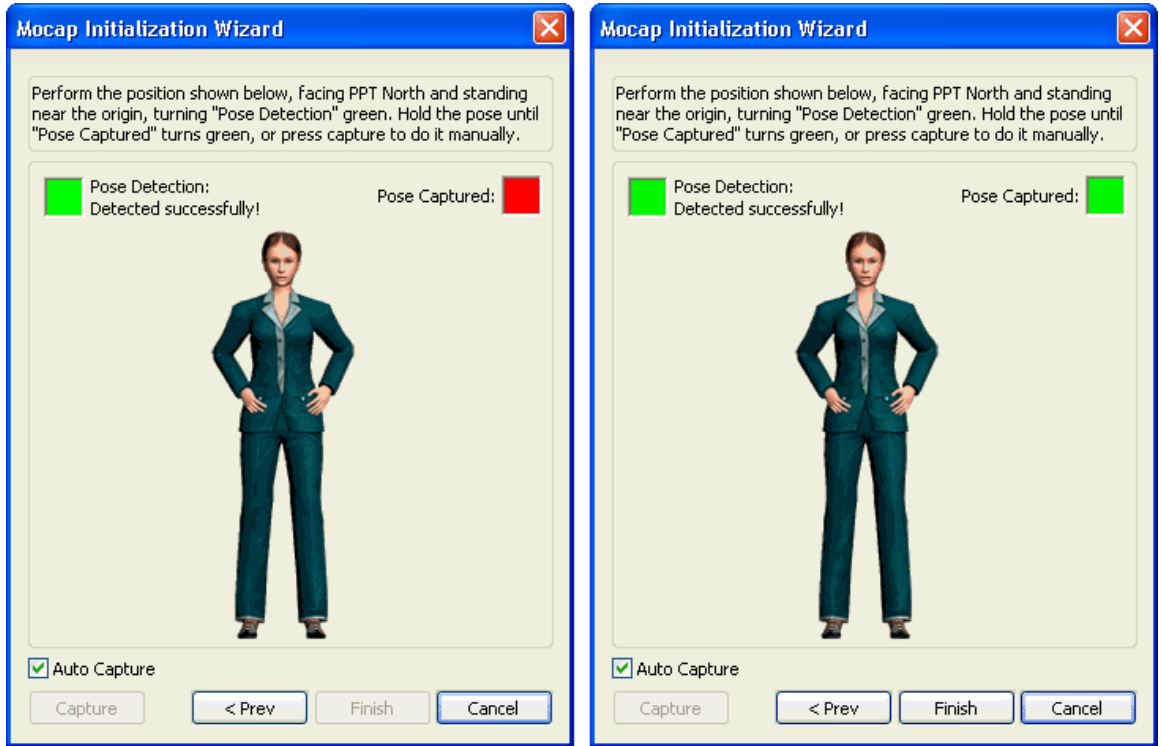 Mocap Initialization Wizard
Perform the position shown below, facing PPT North and standing
near the origin, turning "Pose Detection" green. Hold the pose until
"Pose Captured" turns green, or press capture to do it manually.
Pose Detection:
Detected successfully!
Pose Captured:
Auto Capture
Capture
< Prev
Finish
Cancel
Mocap Initialization Wizard
Perform the position shown below, facing PPT North and standing
near the origin, turning "Pose Detection" green. Hold the pose until
"Pose Captured" turns green, or press capture to do it manually.
Pose Detection:
Detected successfully!
Pose Captured:
Auto Capture
Capture
< Prev
Finish
Cancel